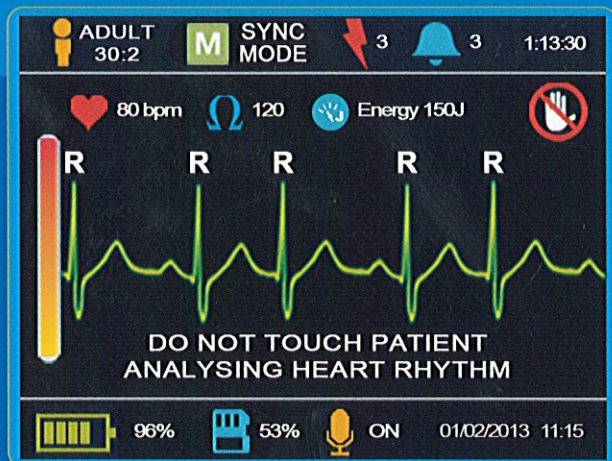 ADULT
30:2
M
SYNC
MODE
3
3
1:13:30
80 bpm
Ω 120
J
Energy 150J
R R R R R
DO NOT TOUCH PATIENT
ANALYSING HEART RHYTHM
96%
53%
ON
01/02/2013 11:15